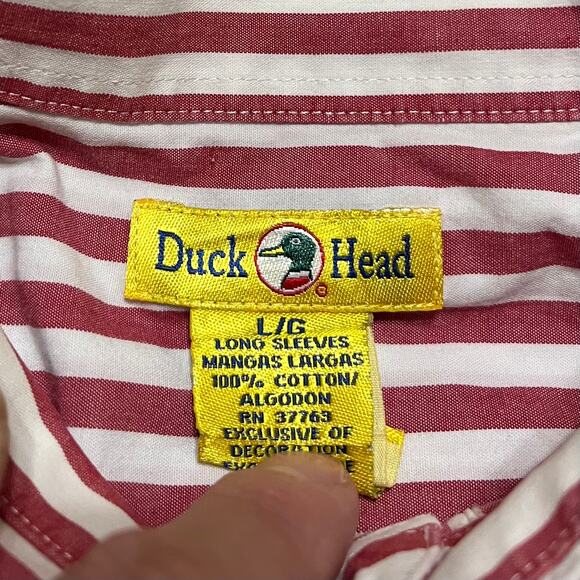 Duck Head
L/G
LONG SLEEVES
MANGAS LARGAS
100% COTTON/
ALGODON
RN 37763
EXCLUSIVE OF
DECORATION